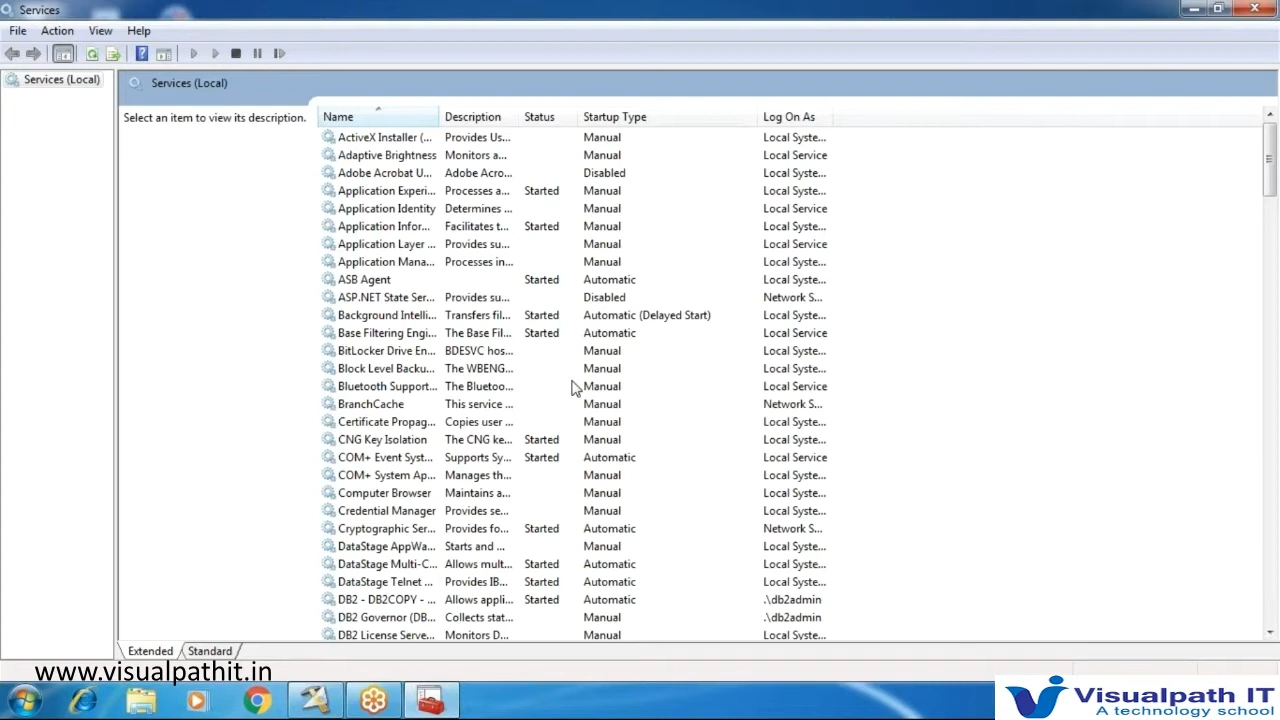 Services
File Action View Help
Services (Local)
Services (Local)
Select an item to view its description.
Name Description Status Startup Type Log On As
ActiveX Installer (... Provides Us... Manual Local Syste...
Adaptive Brightness Monitors a... Manual Local Service
Adobe Acrobat U... Adobe Acro... Disabled Local Syste...
Application Experi... Processes a... Started Manual Local Syste...
Application Identity Determines ... Manual Local Service
Application Infor... Facilitates t... Started Manual Local Syste...
Application Layer ... Provides su... Manual Local Service
Application Mana... Processes in... Manual Local Syste...
ASB Agent Started Automatic Local Syste...
ASP.NET State Ser... Provides su... Disabled Network S...
Background Intelli... Transfers fil... Started Automatic (Delayed Start) Local Syste...
Base Filtering Engi... The Base Fil... Started Automatic Local Service
BitLocker Drive En... BDESVC hos... Manual Local Syste...
Block Level Backu... The WBENG... Manual Local Syste...
Bluetooth Support... The Bluetoo... Manual Local Service
BranchCache This service ... Manual Network S...
Certificate Propag... Copies user ... Manual Local Syste...
CNG Key Isolation The CNG ke... Started Manual Local Syste...
COM+ Event Syst... Supports Sy... Started Automatic Local Service
COM+ System Ap... Manages th... Manual Local Syste...
Computer Browser Maintains a... Manual Local Syste...
Credential Manager Provides se... Manual Local Syste...
Cryptographic Ser... Provides fo... Started Automatic Network S...
DataStage AppWa... Starts and ... Manual Local Syste...
DataStage Multi-C... Allows mult... Started Automatic Local Syste...
DataStage Telnet ... Provides IB... Started Automatic Local Syste...
DB2 - DB2COPY - ... Allows appli... Started Automatic .\db2admin
DB2 Governor (DB... Collects stat... Manual .\db2admin
DB2 License Serve... Monitors D... Manual Local Syste...
Extended Standard
www.visualpathit.in
Visualpath IT
A technology school